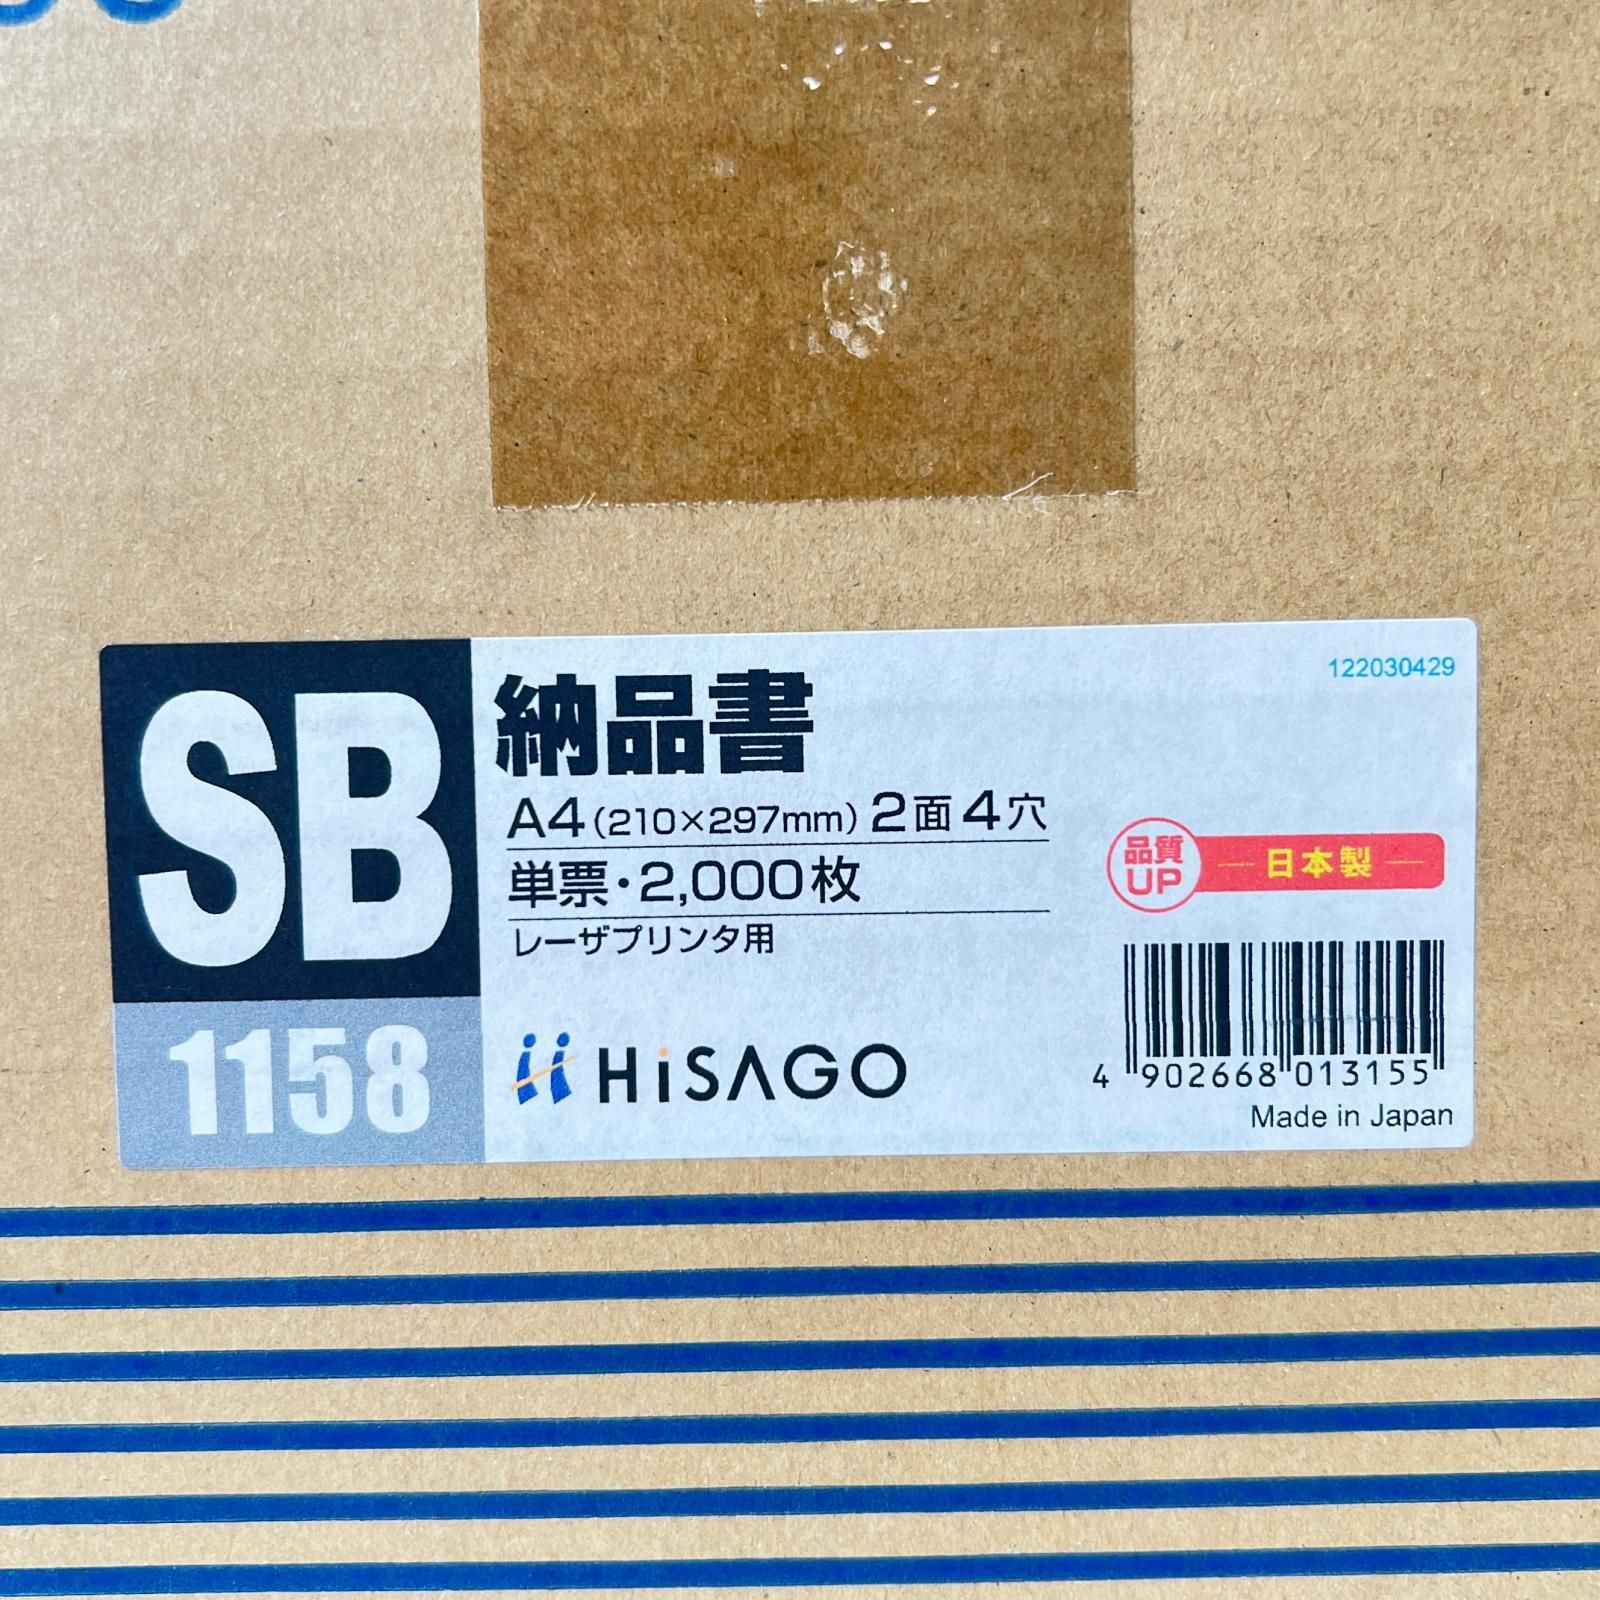 SB
1158
納品書
A4(210×297mm) 2面4穴
単票・2,000枚
レーザプリンタ用
HiSAGO
122030429
品質
UP
日本製
4 902668 013155
Made in Japan